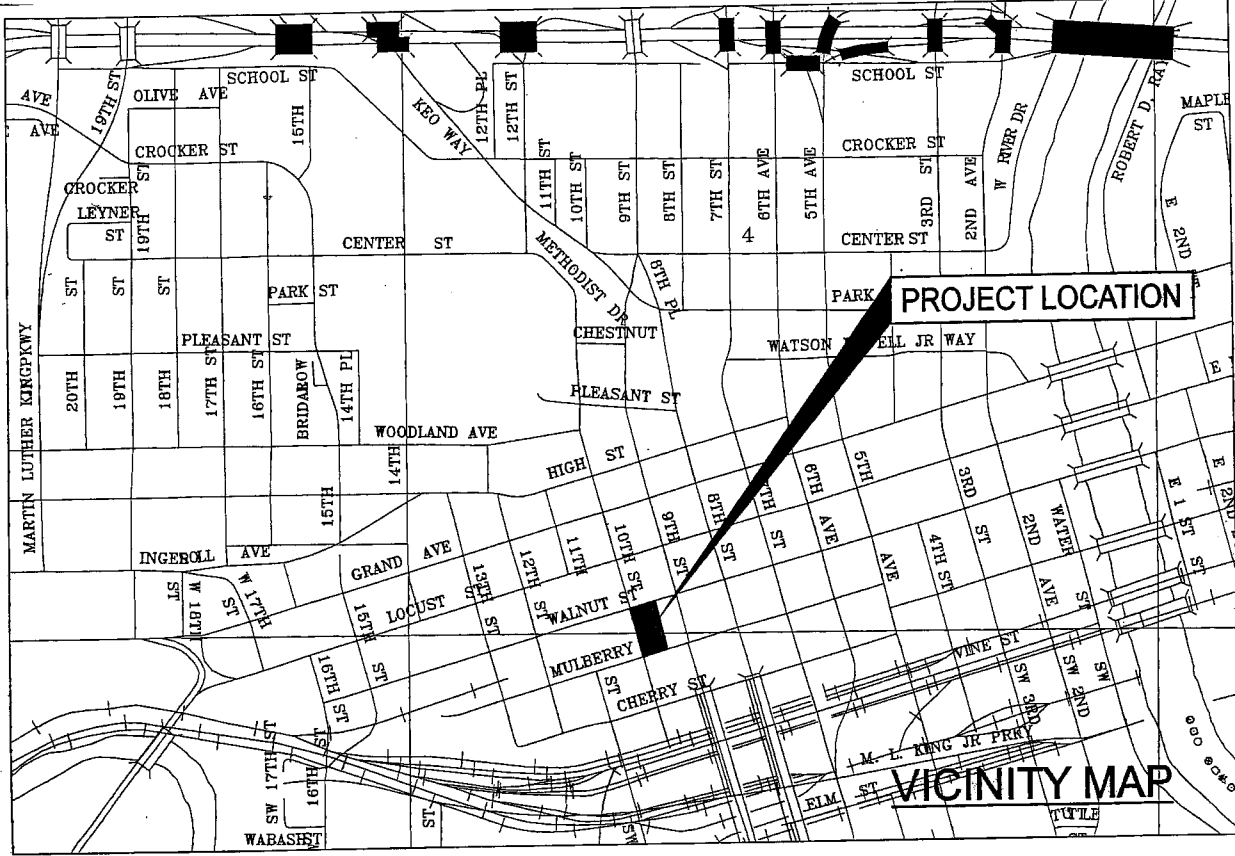 SCHOOL ST
SCHOOL ST
AVE
OLIVE AVE
AVE
19TH ST
15TH
KEO WAY
12TH PL
12TH ST
ROBERT D. RAY
MAPLE
ST
CROCKER ST
CROCKER ST
CROCKER
LEYNER
ST
19TH ST
11TH ST
10TH ST
9TH ST
8TH ST
7TH ST
6TH AVE
5TH AVE
3RD ST
2ND AVE
W RIVER DR
4
CENTER ST
CENTER ST
METHODIST DR
8TH PL
E 2ND
PARK ST
PARK
PROJECT LOCATION
20TH ST
19TH ST
18TH ST
PLEASANT ST
17TH ST
16TH ST
BRIDAROW
14TH PL
CHESTNUT
WATSON
ELL JR WAY
PLEASANT ST
MARTIN LUTHER KINGPKWY
WOODLAND AVE
HIGH ST
14TH
15TH
INGEROLL AVE
GRAND AVE
LOCUST ST
13TH ST
12TH ST
11TH
10TH ST
9TH ST
8TH ST
ST
6TH AVE
5TH AVE
4TH ST
3RD ST
2ND AVE
WATER ST
E 1 ST ST
E 2ND
E
W 18TH ST
W 17TH ST
15TH ST
16TH ST
WALNUT ST
MULBERRY
CHERRY ST
ST
VINE ST
SW 3RD
SW 2ND
SW
M. L. KING JR PRKY
ELM ST
VICINITY MAP
SW 17TH ST
16TH ST
ST
SW
WABASH ST
TUTTLE